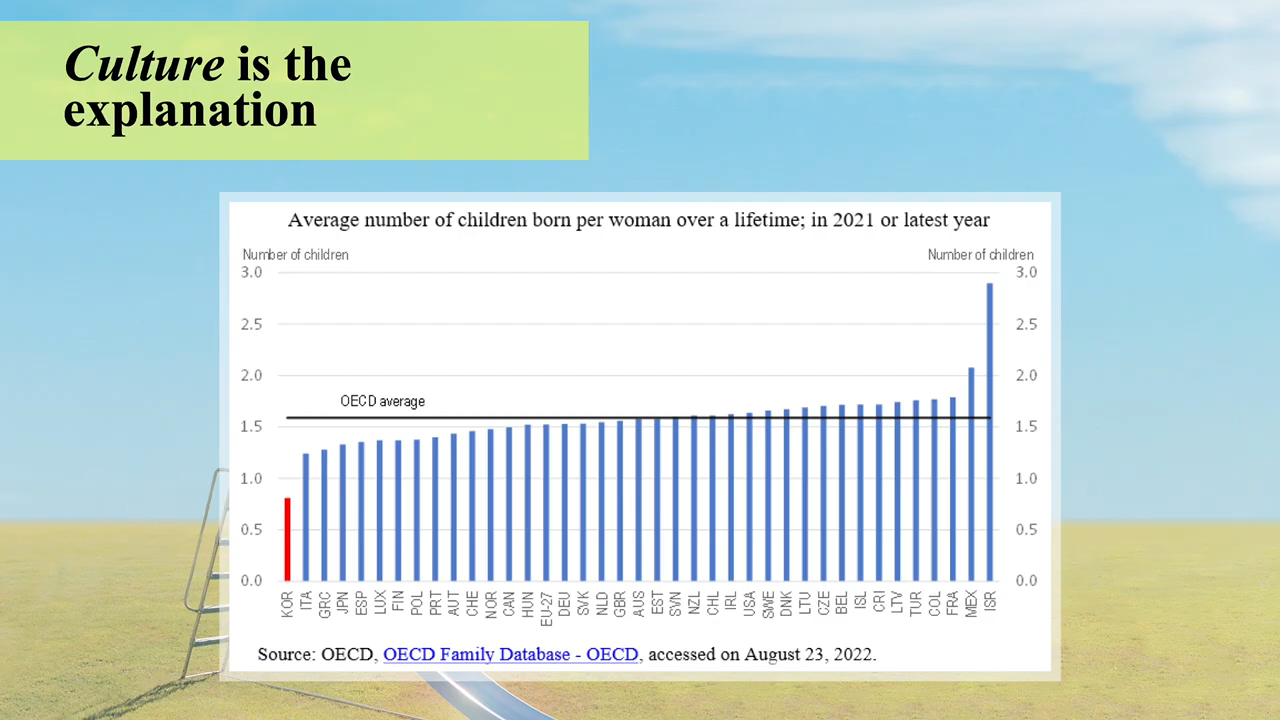 Culture is the
explanation
Average number of children born per woman over a lifetime; in 2021 or latest year
Number of children Number of children
3.0 3.0
2.5 2.5
2.0 2.0
OECD average
1.5 1.5
1.0 1.0
0.5 0.5
0.0 0.0
KOR ITA GRC JPN ESP LUX FIN POL PRT AUT CHE NOR CAN HUN EU-27 DEU SVK NLD GBR AUS EST SVN NZL CHL IRL USA SWE DNK LTU CZE BEL ISL CRI LTV TUR COL FRA MEX ISR
Source: OECD, OECD Family Database - OECD, accessed on August 23, 2022.